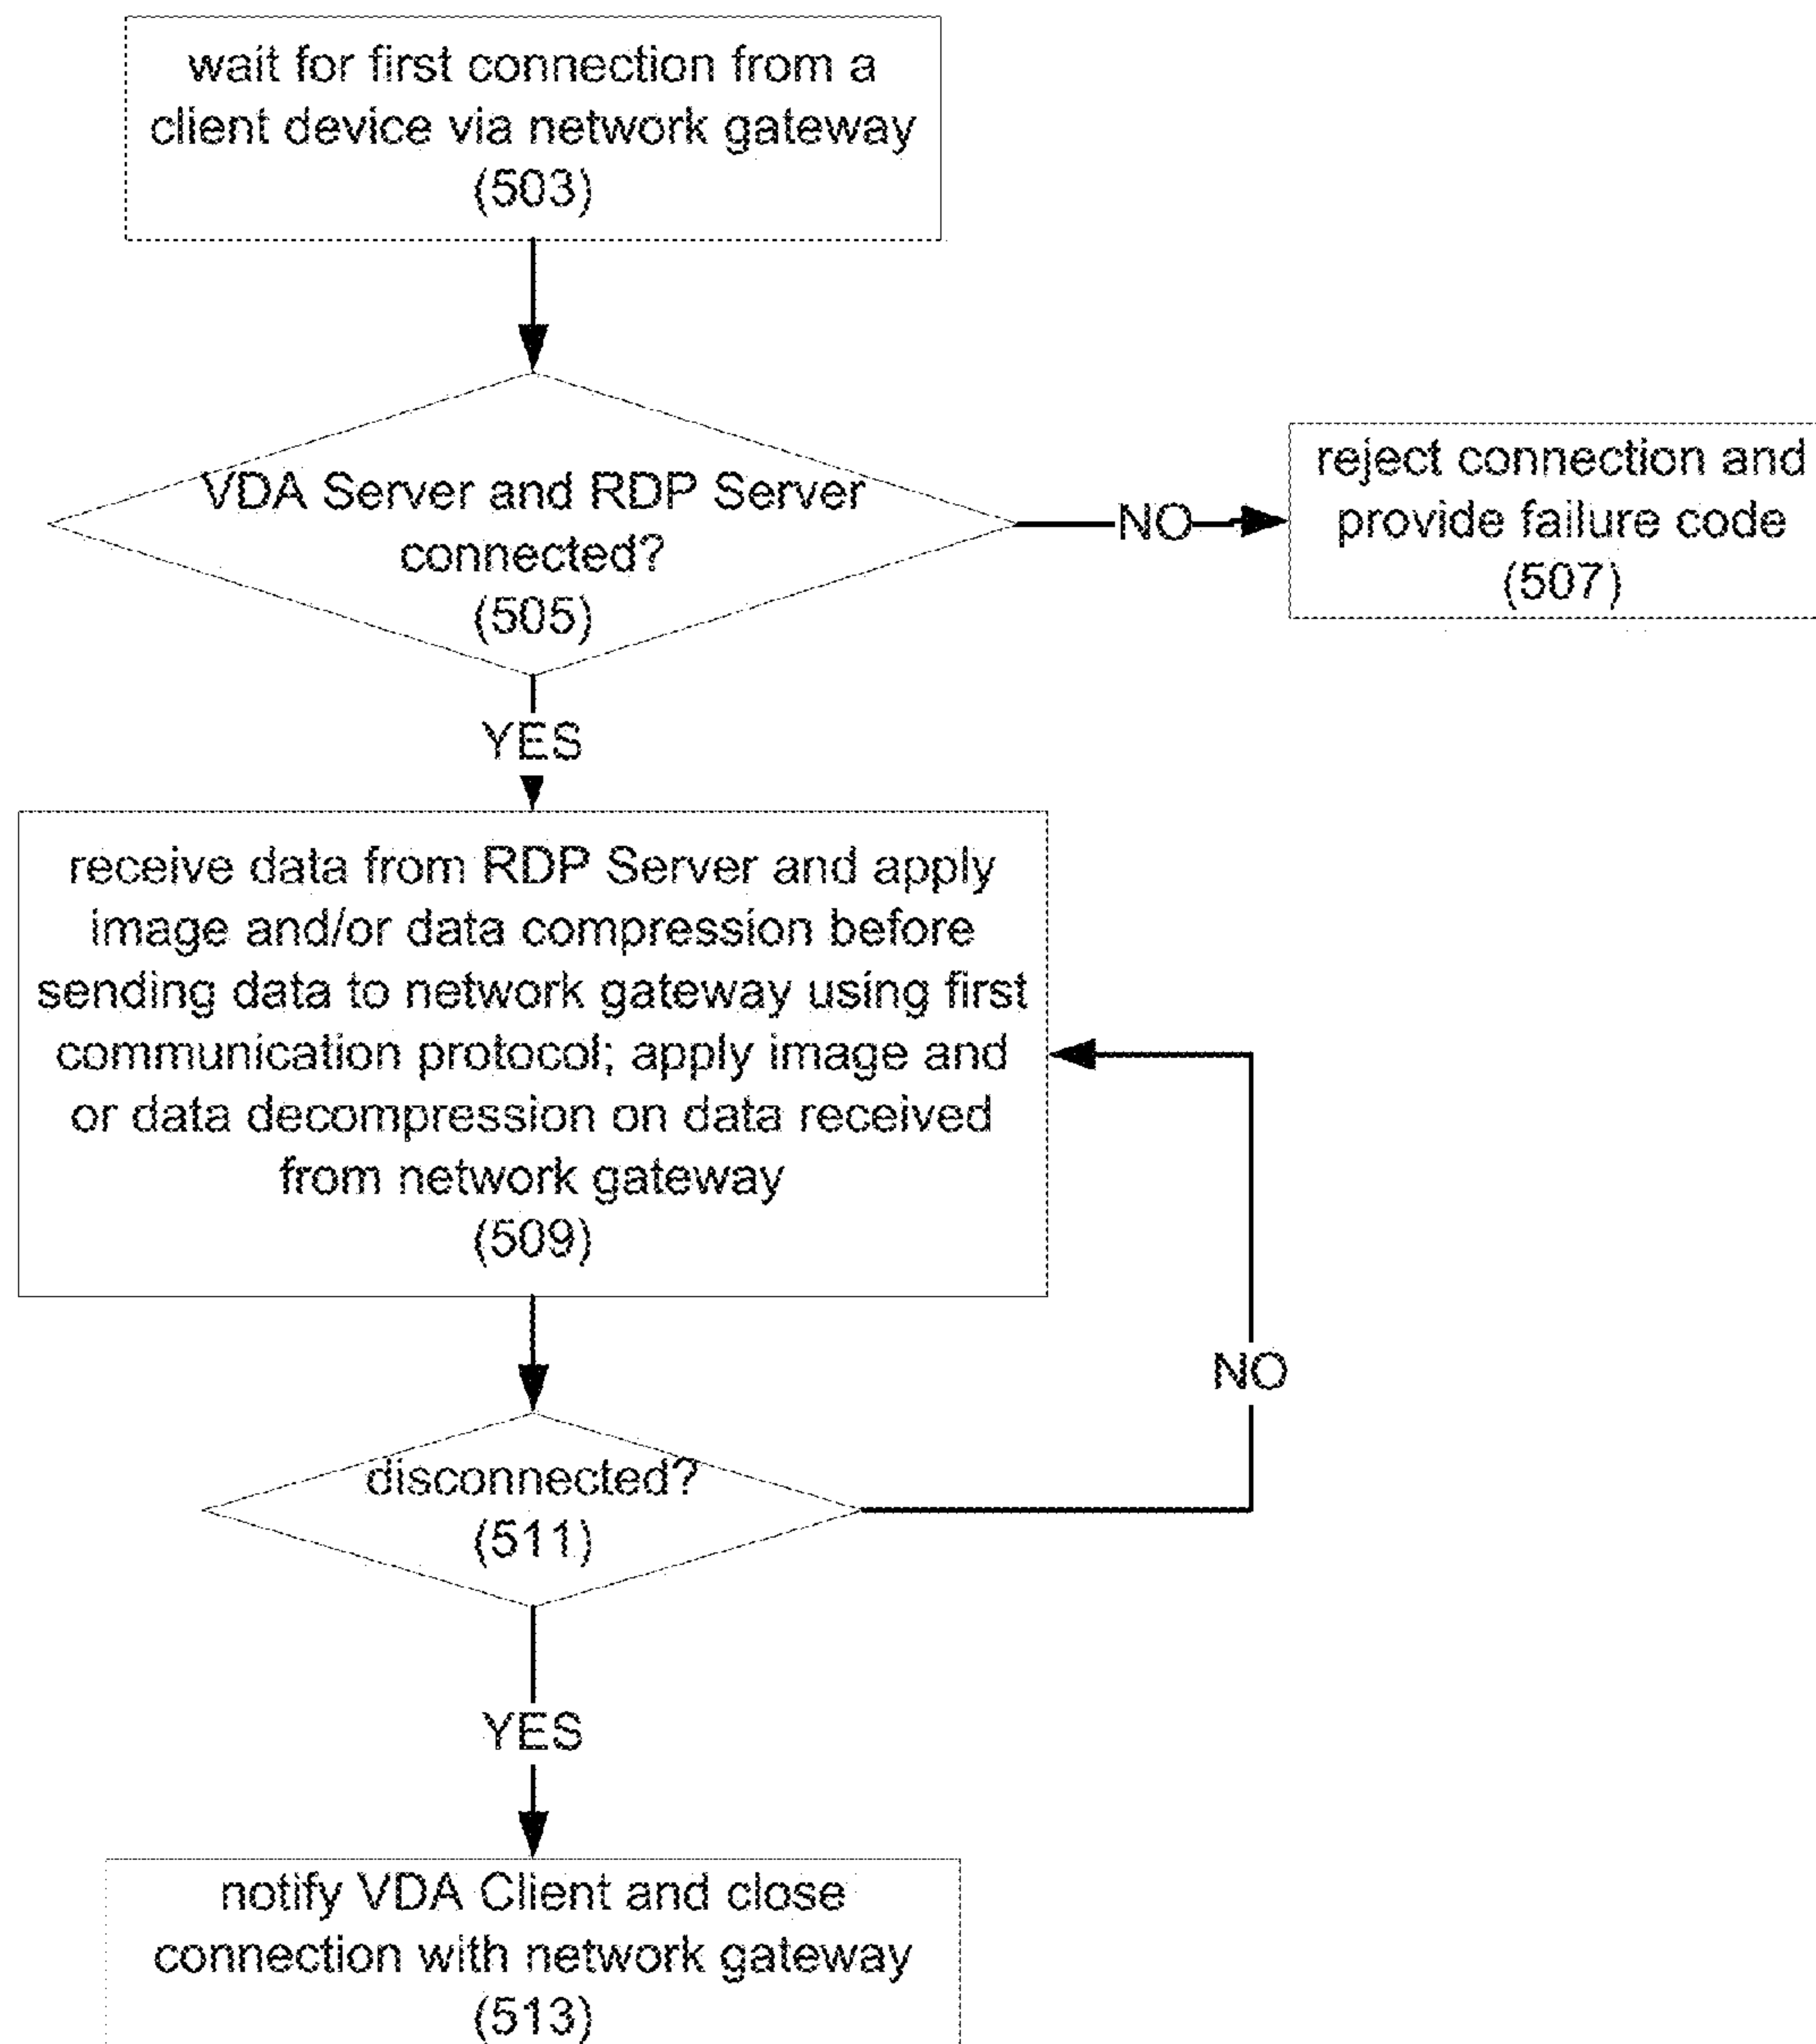 wait for first connection from a
client device via network gateway
(503)
VDA Server and RDP Server
connected?
(505)
NO
reject connection and
provide failure code
(507)
YES
receive data from RDP Server and apply
image and/or data compression before
sending data to network gateway using first
communication protocol; apply image and
or data decompression on data received
from network gateway
(509)
NO
disconnected?
(511)
YES
notify VDA Client and close
connection with network gateway
(513)